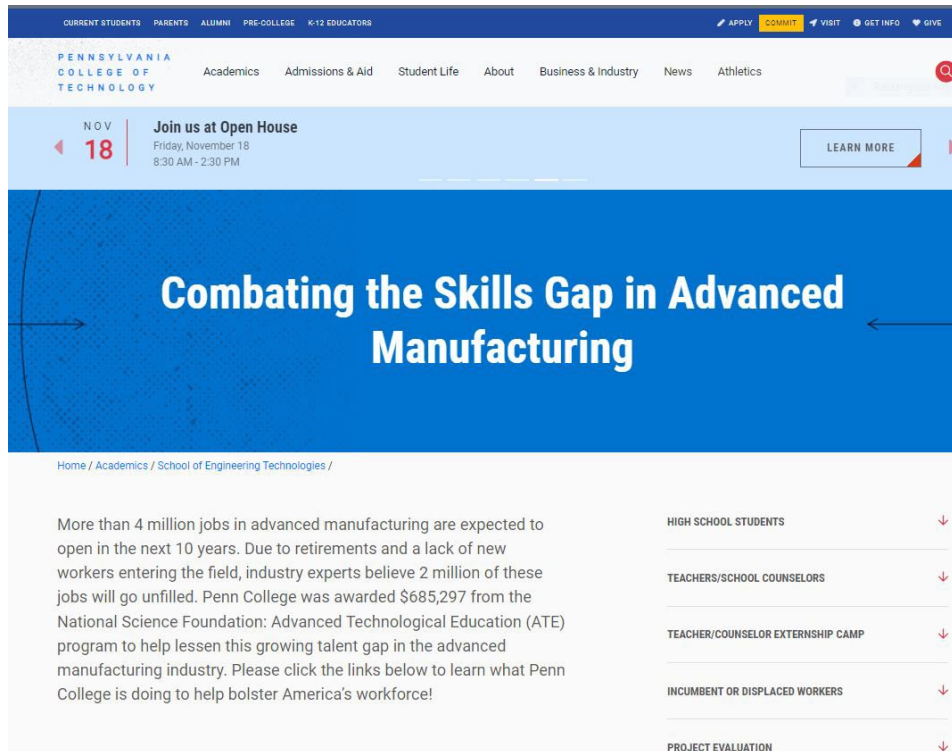 CURRENT STUDENTS PARENTS ALUMNI PRE-COLLEGE K-12 EDUCATORS
APPLY COMMIT VISIT GET INFO GIVE
PENNSYLVANIA
COLLEGE OF
TECHNOLOGY
Academics Admissions & Aid Student Life About Business & Industry News Athletics
NOV
18
Join us at Open House
Friday, November 18
8:30 AM - 2:30 PM
LEARN MORE
Combating the Skills Gap in Advanced
Manufacturing
Home / Academics / School of Engineering Technologies /
More than 4 million jobs in advanced manufacturing are expected to
open in the next 10 years. Due to retirements and a lack of new
workers entering the field, industry experts believe 2 million of these
jobs will go unfilled. Penn College was awarded $685,297 from the
National Science Foundation: Advanced Technological Education (ATE)
program to help lessen this growing talent gap in the advanced
manufacturing industry. Please click the links below to learn what Penn
College is doing to help bolster America's workforce!
HIGH SCHOOL STUDENTS
TEACHERS/SCHOOL COUNSELORS
TEACHER/COUNSELOR EXTERNSHIP CAMP
INCUMBENT OR DISPLACED WORKERS
PROJECT EVALUATION